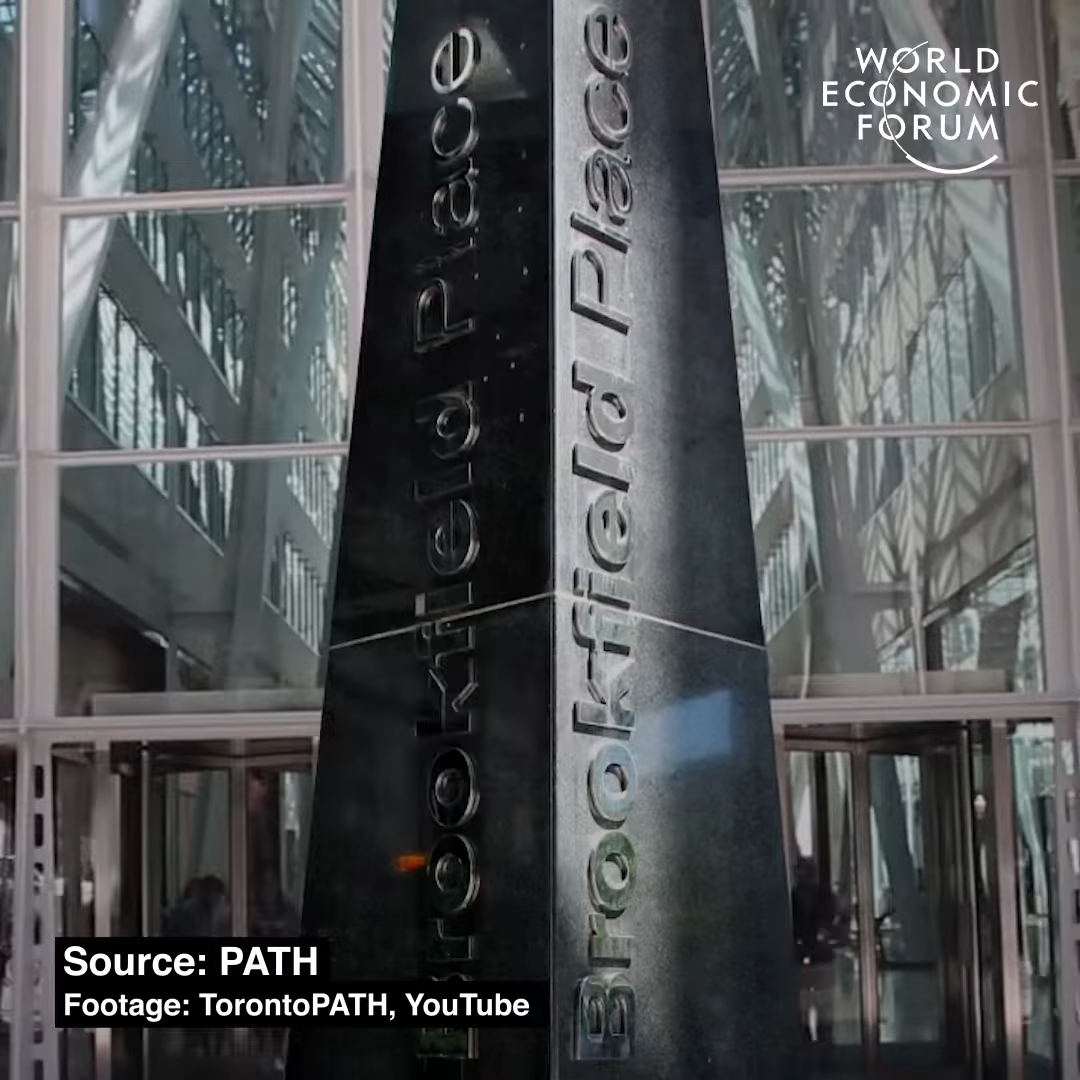 WORLD
ECONOMIC
FORUM
Brookfield Place
Brookfield Place
Source: PATH
Footage: TorontoPATH, YouTube